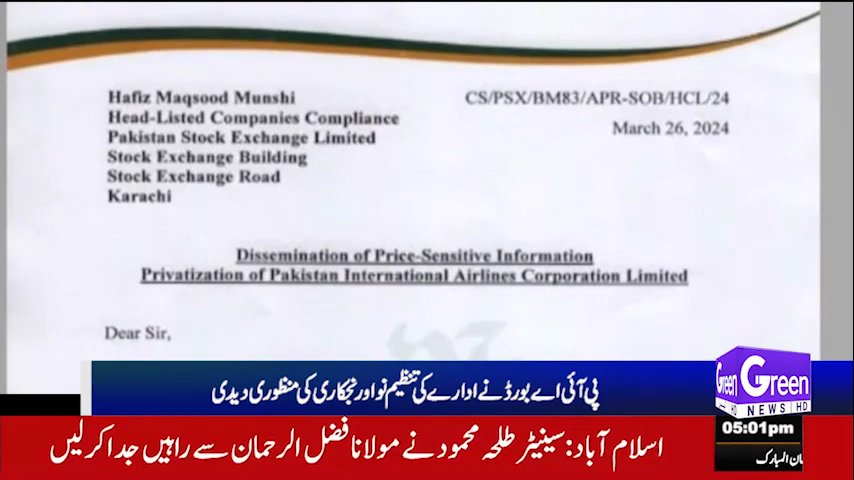 Hafiz Maqsood Munshi
Head-Listed Companies Compliance
Pakistan Stock Exchange Limited
Stock Exchange Building
Stock Exchange Road
Karachi
CS/PSX/BM83/APR-SOB/HCL/24
March 26, 2024
Dissemination of Price-Sensitive Information
Privatization of Pakistan International Airlines Corporation Limited
Dear Sir,
پی آئی اے بورڈ نے ادارے کی تنظیم نو اور نجکاری کی منظوری دیدی
Green Green
HD NEWS HD
05:01pm
اسلام آباد: سینیٹر طلحہ محمود نے مولانا فضل الرحمان سے راہیں جدا کرلیں
ان المبارک